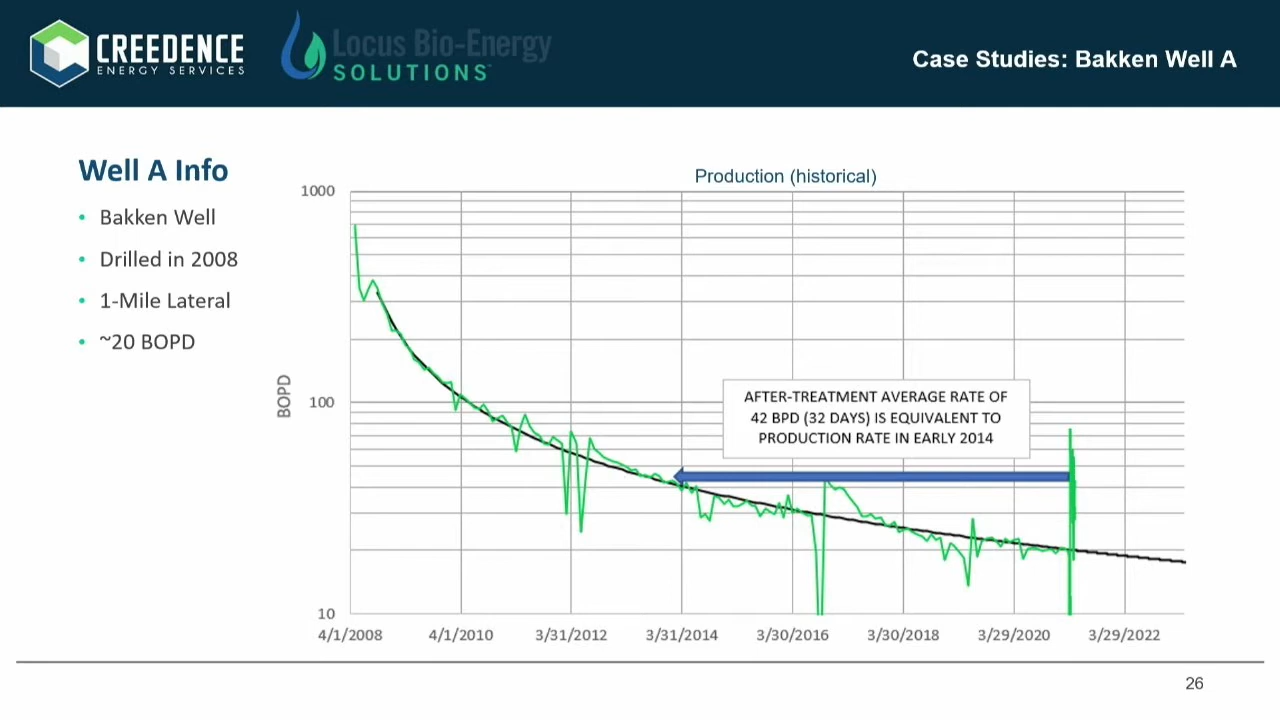 CREEDENCE
ENERGY SERVICES
Locus Bio-Energy
SOLUTIONS
Case Studies: Bakken Well A
Well A Info
• Bakken Well
• Drilled in 2008
• 1-Mile Lateral
• ~20 BOPD
Production (historical)
1000
100
10
BOPD
AFTER-TREATMENT AVERAGE RATE OF
42 BPD (32 DAYS) IS EQUIVALENT TO
PRODUCTION RATE IN EARLY 2014
4/1/2008 4/1/2010 3/31/2012 3/31/2014 3/30/2016 3/30/2018 3/29/2020 3/29/2022
26